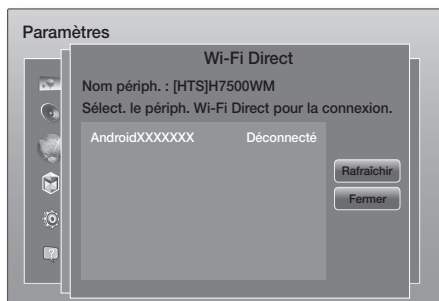 Paramètres
Wi-Fi Direct
Nom périph. : [HTS]H7500WM
Sélect. le périph. Wi-Fi Direct pour la connexion.
AndroidXXXXXXX Déconnecté
Rafraîchir
Fermer
?